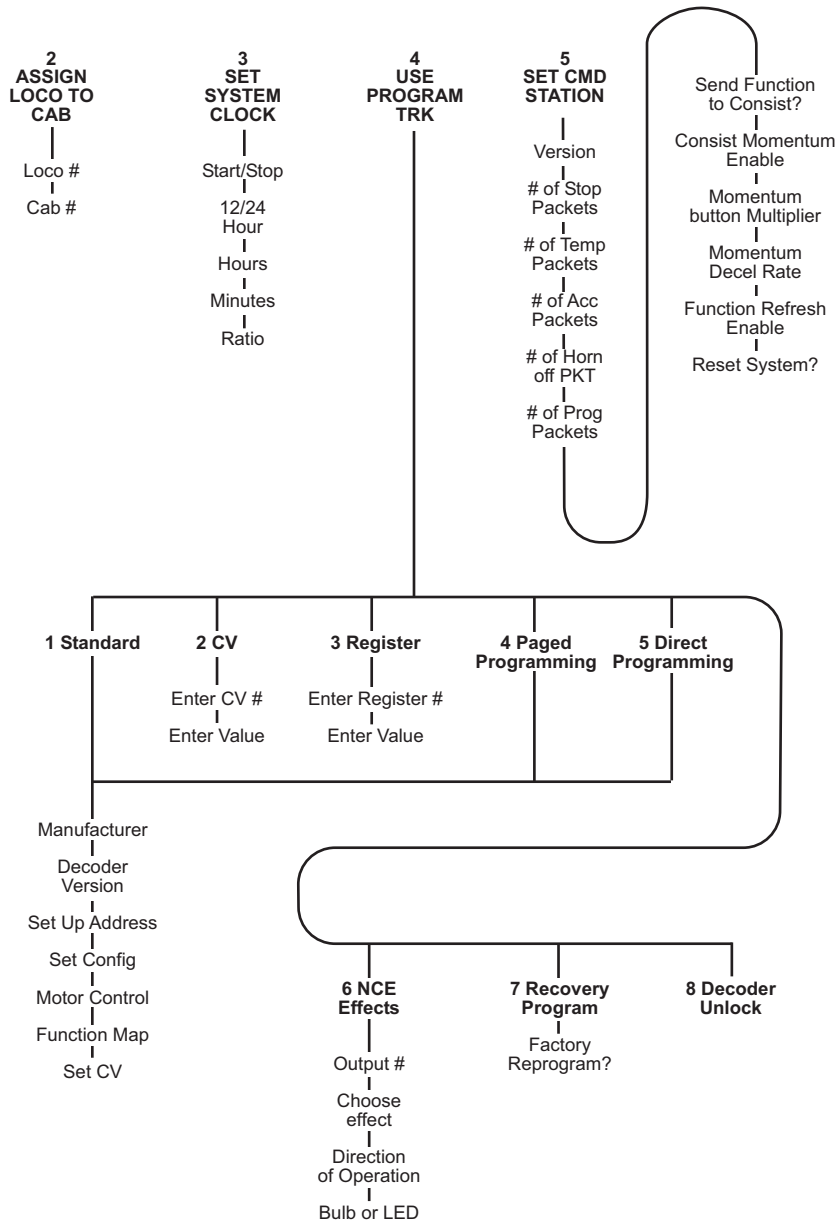 2
ASSIGN
LOCO TO
CAB
Loco #
Cab #
3
SET
SYSTEM
CLOCK
Start/Stop
12/24
Hour
Hours
Minutes
Ratio
4
USE
PROGRAM
TRK
5
SET CMD
STATION
Version
# of Stop
Packets
# of Temp
Packets
# of Acc
Packets
# of Horn
off PKT
# of Prog
Packets
Send Function
to Consist?
Consist Momentum
Enable
Momentum
button Multiplier
Momentum
Decel Rate
Function Refresh
Enable
Reset System?
1 Standard
2 CV
Enter CV #
Enter Value
3 Register
Enter Register #
Enter Value
4 Paged
Programming
5 Direct
Programming
Manufacturer
Decoder
Version
Set Up Address
Set Config
Motor Control
Function Map
Set CV
6 NCE
Effects
Output #
Choose
effect
Direction
of Operation
Bulb or LED
7 Recovery
Program
Factory
Reprogram?
8 Decoder
Unlock